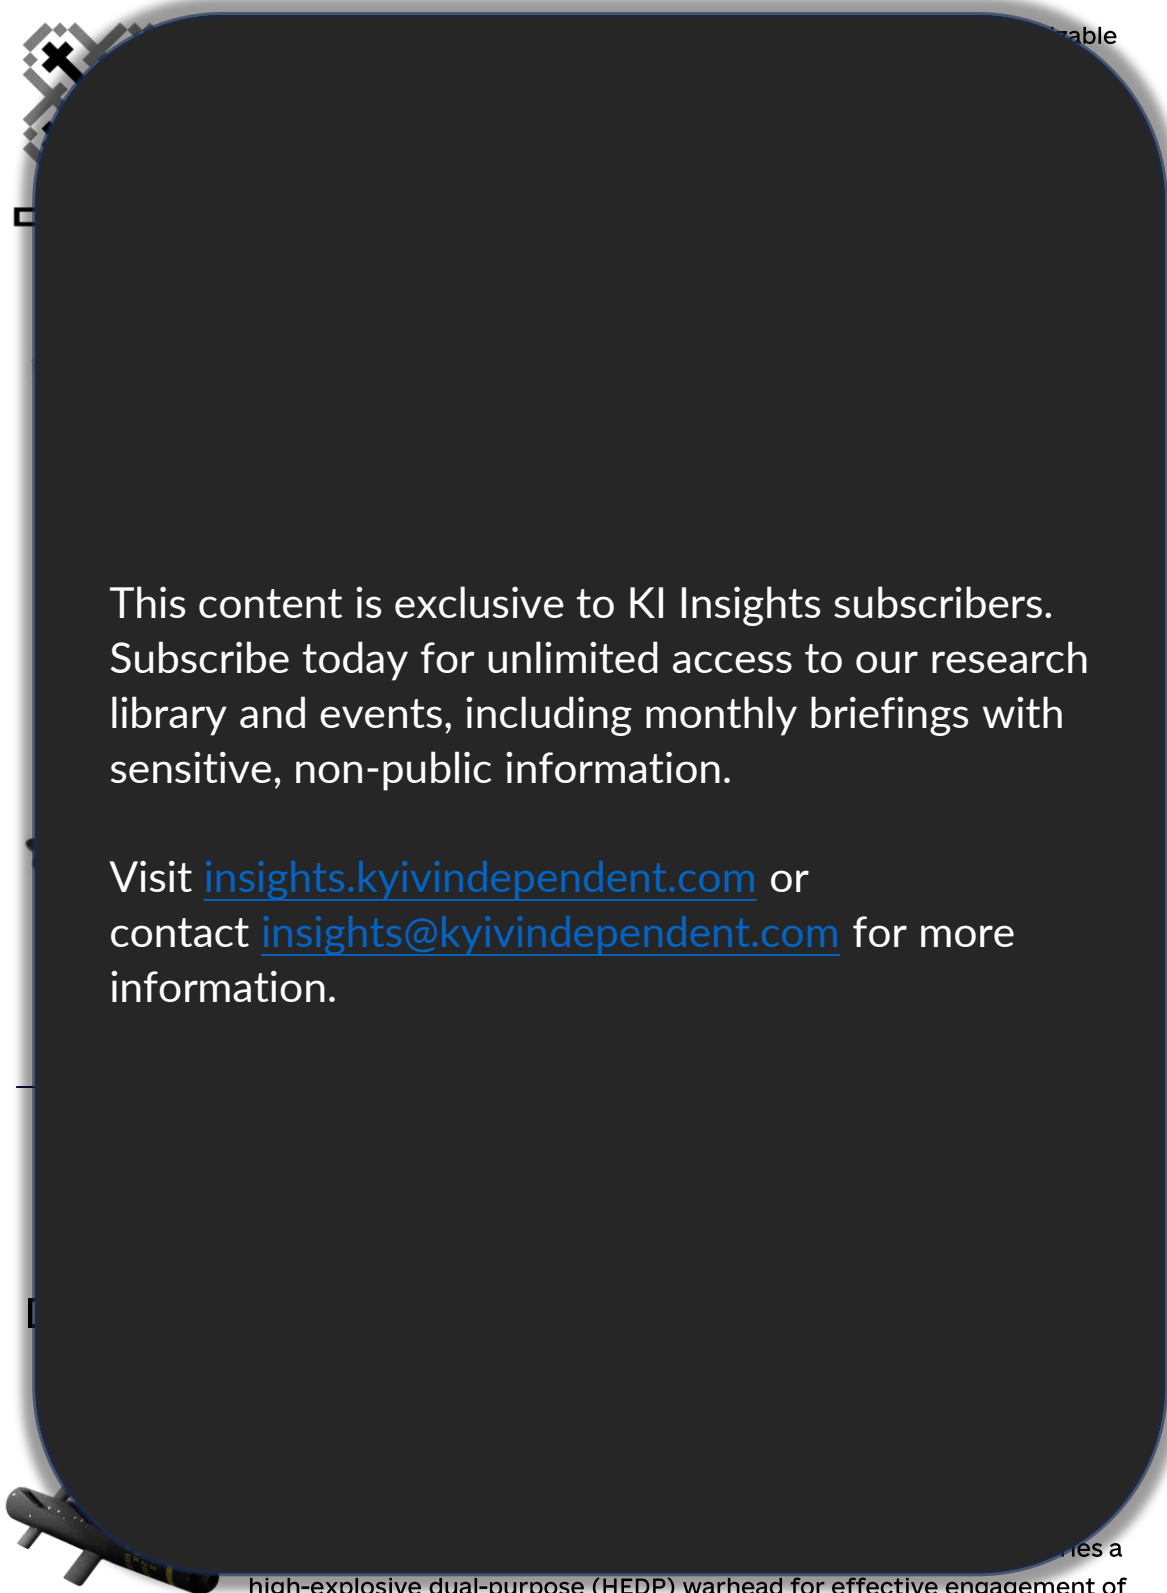 This content is exclusive to KI Insights subscribers.
Subscribe today for unlimited access to our research
library and events, including monthly briefings with
sensitive, non-public information.
Visit insights.kyivindependent.com or
contact insights@kyivindependent.com for more
information.
a
high-explosive dual-purpose (HEDP) warhead for effective engagement of